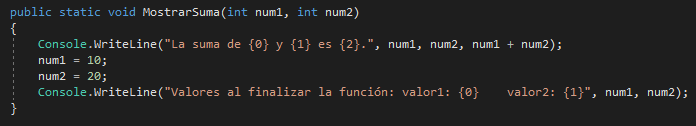 public static void MostrarSuma(int num1, int num2)
{
    Console.WriteLine("La suma de {0} y {1} es {2}.", num1, num2, num1 + num2);
    num1 = 10;
    num2 = 20;
    Console.WriteLine("Valores al finalizar la función: valor1: {0}    valor2: {1}", num1, num2);
}